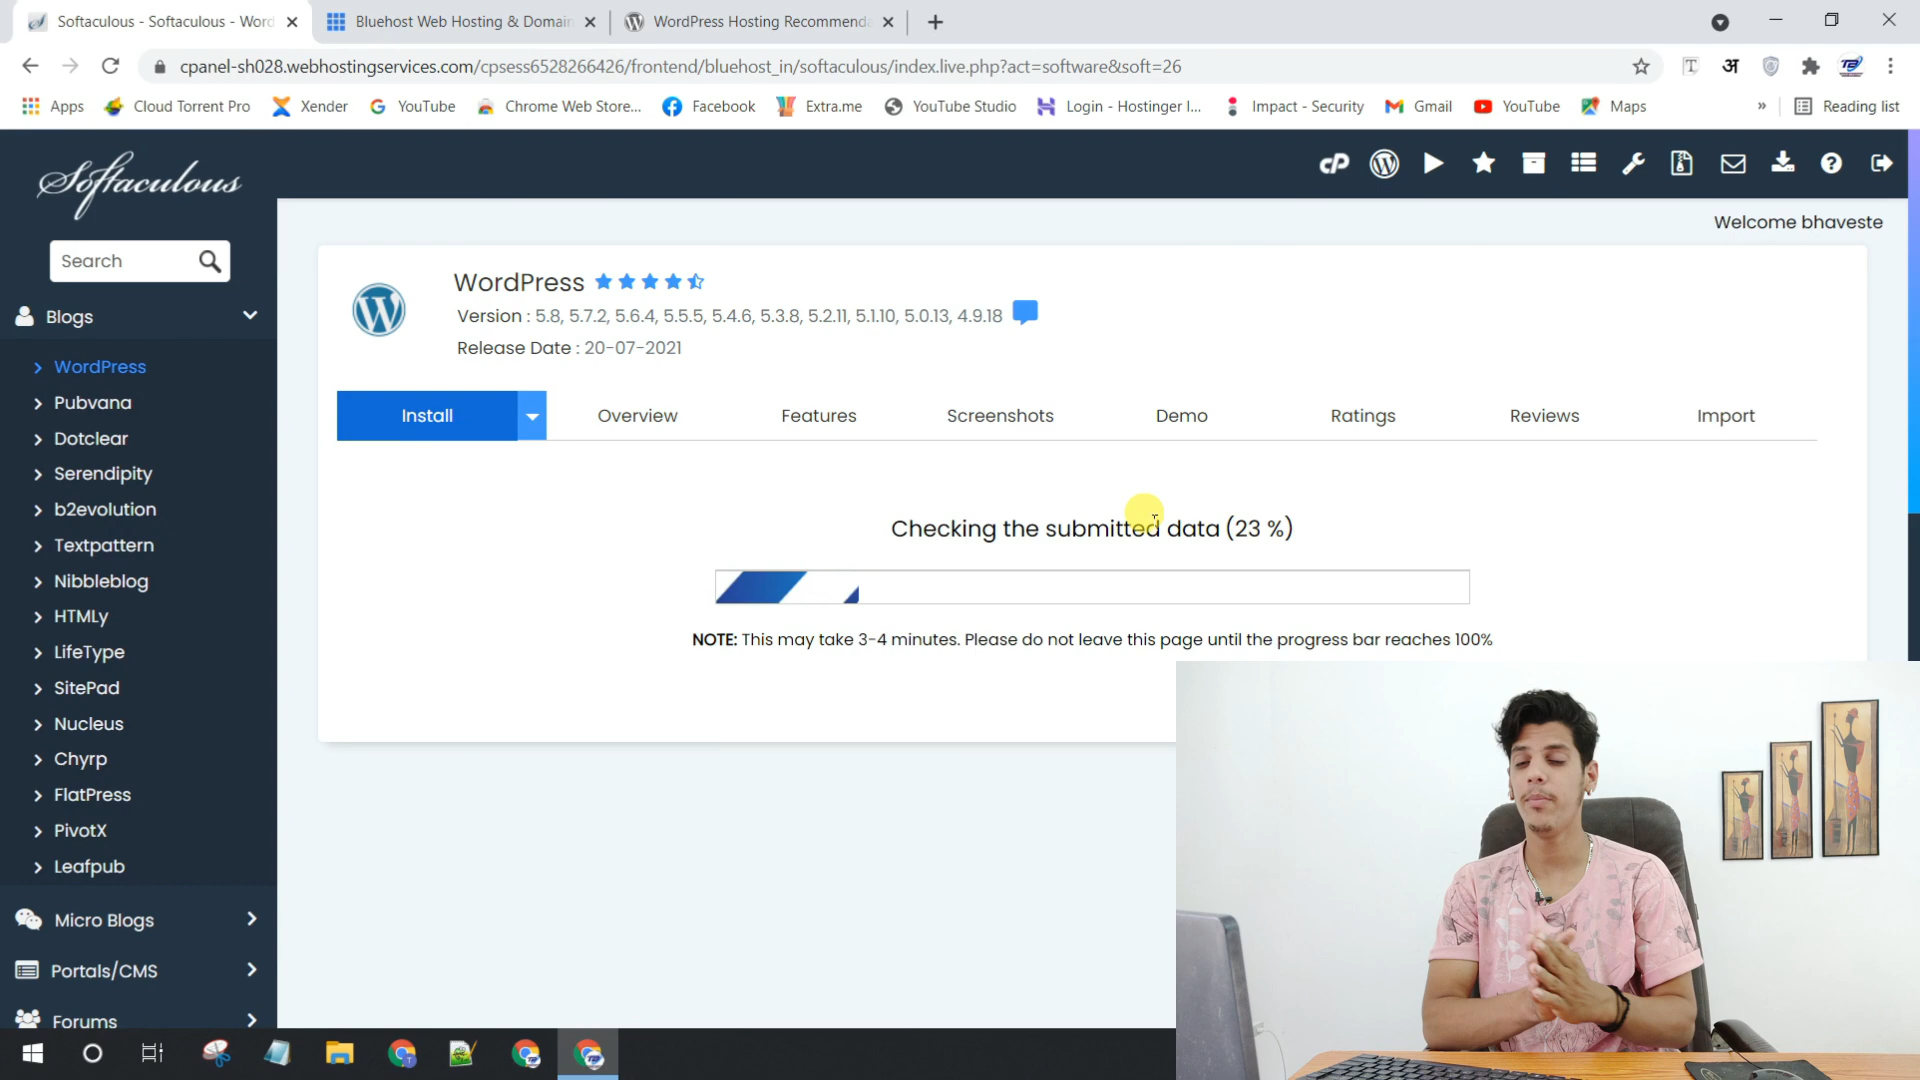 Softaculous - Softaculous - Word
Bluehost Web Hosting & Domain
WordPress Hosting Recommenda
cpanel-sh028.webhostingservices.com/cpsess6528266426/frontend/bluehost_in/softaculous/index.live.php?act=software&soft=26
T अ
Apps Cloud Torrent Pro Xender YouTube Chrome Web Store... Facebook Extra.me YouTube Studio Login - Hostinger I... Impact - Security Gmail YouTube Maps » Reading list
Softaculous
cP
Welcome bhaveste
Search
Blogs
WordPress
Pubvana
Dotclear
Serendipity
b2evolution
Textpattern
Nibbleblog
HTMLy
LifeType
SitePad
Nucleus
Chyrp
FlatPress
PivotX
Leafpub
Micro Blogs
Portals/CMS
Forums
WordPress
Version : 5.8, 5.7.2, 5.6.4, 5.5.5, 5.4.6, 5.3.8, 5.2.11, 5.1.10, 5.0.13, 4.9.18
Release Date : 20-07-2021
Install Overview Features Screenshots Demo Ratings Reviews Import
Checking the submitted data (23 %)
NOTE: This may take 3-4 minutes. Please do not leave this page until the progress bar reaches 100%